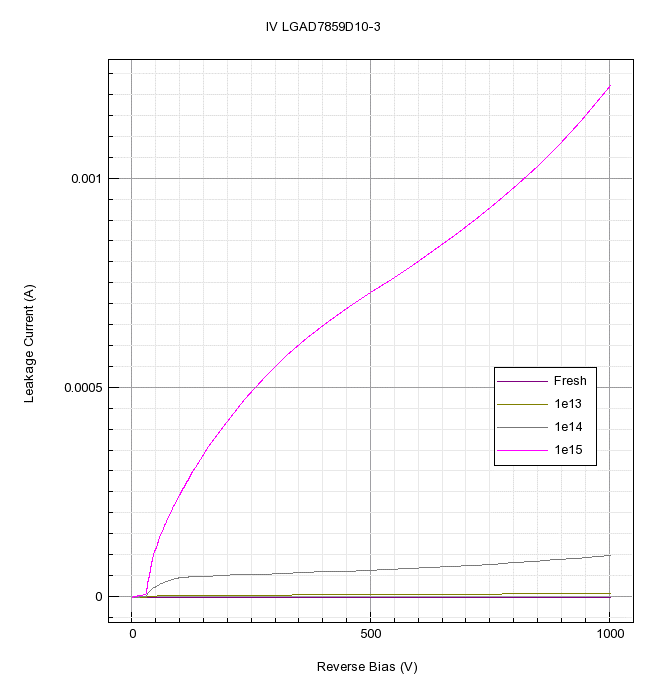 IV LGAD7859D10-3
0.001
0.0005
0
Leakage Current (A)
Fresh
1e13
1e14
1e15
0
500
1000
Reverse Bias (V)